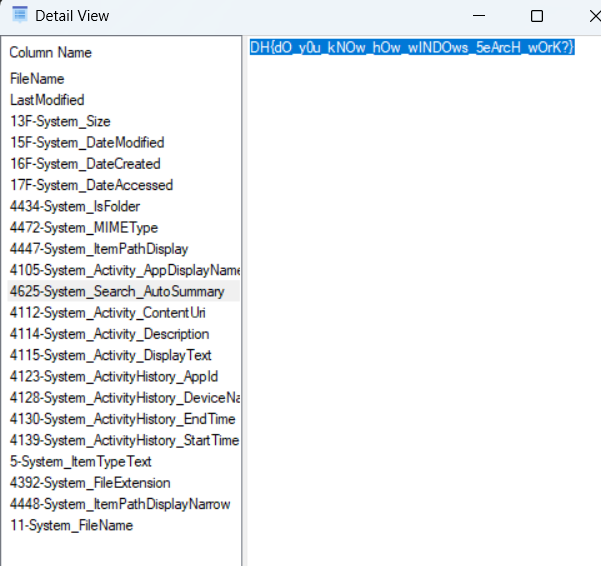 Detail View
Column Name
DH{dO_y0u_kNOw_hOw_wINDOws_5eArcH_wOrK?}
FileName
LastModified
13F-System_Size
15F-System_DateModified
16F-System_DateCreated
17F-System_DateAccessed
4434-System_IsFolder
4472-System_MIMEType
4447-System_ItemPathDisplay
4105-System_Activity_AppDisplayName
4625-System_Search_AutoSummary
4112-System_Activity_ContentUri
4114-System_Activity_Description
4115-System_Activity_DisplayText
4123-System_ActivityHistory_AppId
4128-System_ActivityHistory_DeviceNa
4130-System_ActivityHistory_EndTime
4139-System_ActivityHistory_StartTime
5-System_ItemTypeText
4392-System_FileExtension
4448-System_ItemPathDisplayNarrow
11-System_FileName